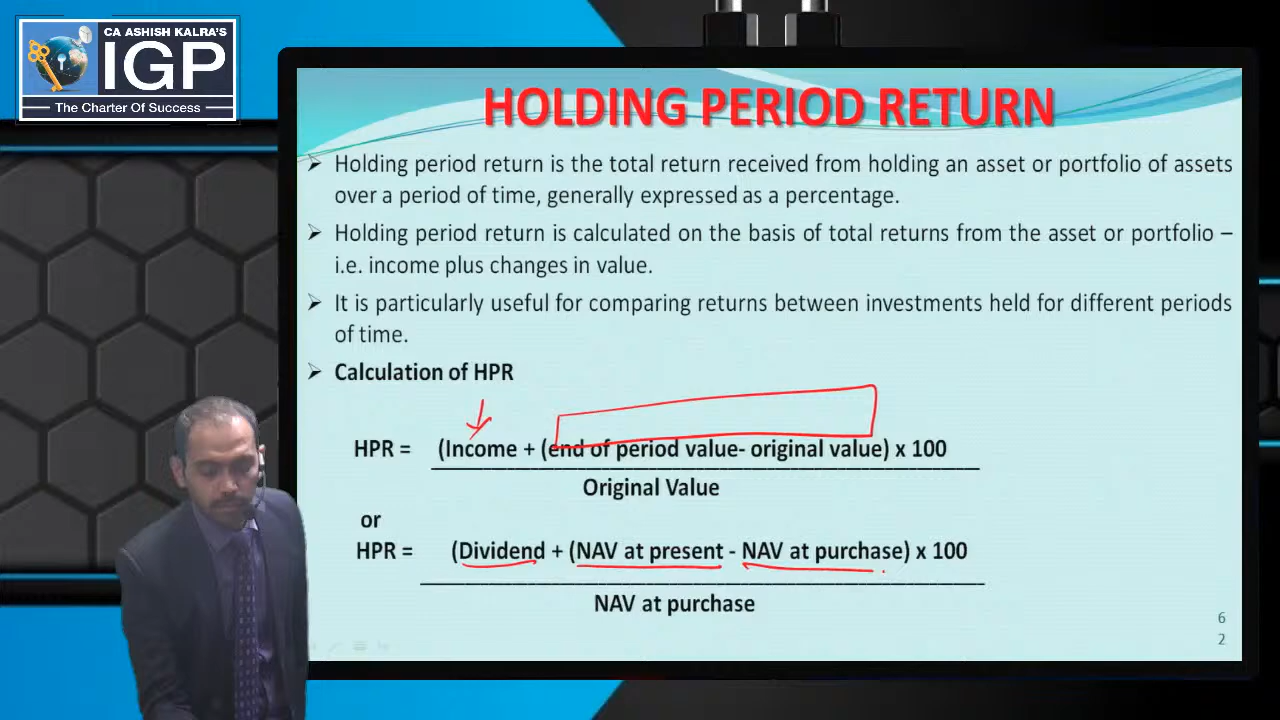 CA ASHISH KALRA'S
IGP
The Charter Of Success
HOLDING PERIOD RETURN
Holding period return is the total return received from holding an asset or portfolio of assets
over a period of time, generally expressed as a percentage.
Holding period return is calculated on the basis of total returns from the asset or portfolio –
i.e. income plus changes in value.
It is particularly useful for comparing returns between investments held for different periods
of time.
Calculation of HPR
HPR = (Income + (end of period value- original value) x 100
Original Value
or
HPR = (Dividend + (NAV at present - NAV at purchase) x 100
NAV at purchase
6
2